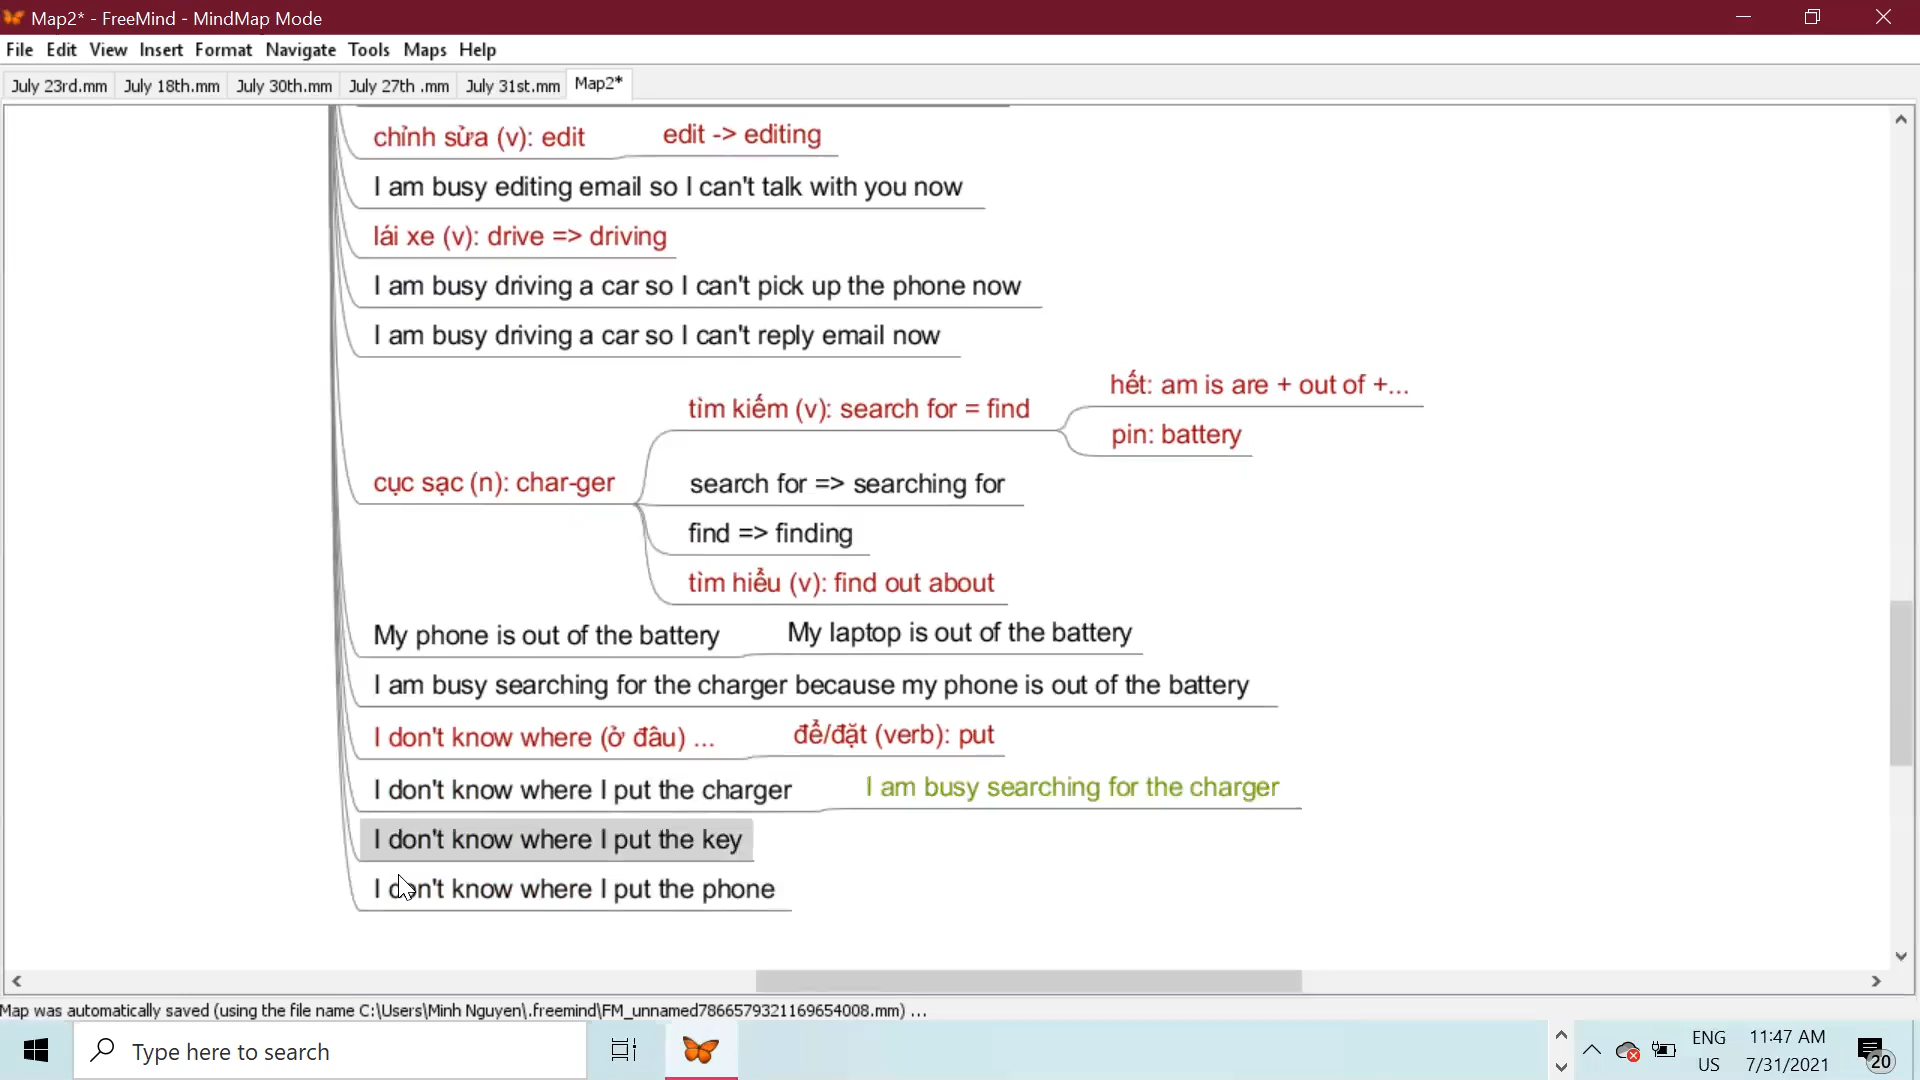 Map2* - FreeMind - MindMap Mode
File Edit View Insert Format Navigate Tools Maps Help
July 23rd.mm July 18th.mm July 30th.mm July 27th .mm July 31st.mm Map2*
chỉnh sửa (v): edit edit -> editing
I am busy editing email so I can't talk with you now
lái xe (v): drive => driving
I am busy driving a car so I can't pick up the phone now
I am busy driving a car so I can't reply email now
hết: am is are + out of +...
tìm kiếm (v): search for = find
pin: battery
cục sạc (n): char-ger
search for => searching for
find => finding
tìm hiểu (v): find out about
My phone is out of the battery My laptop is out of the battery
I am busy searching for the charger because my phone is out of the battery
I don't know where (ở đâu) ... để/đặt (verb): put
I don't know where I put the charger I am busy searching for the charger
I don't know where I put the key
I don't know where I put the phone
Map was automatically saved (using the file name C:\Users\Minh Nguyen\.freemind\FM_unnamed7866579321169654008.mm) ...
Type here to search
ENG 11:47 AM
US 7/31/2021 20